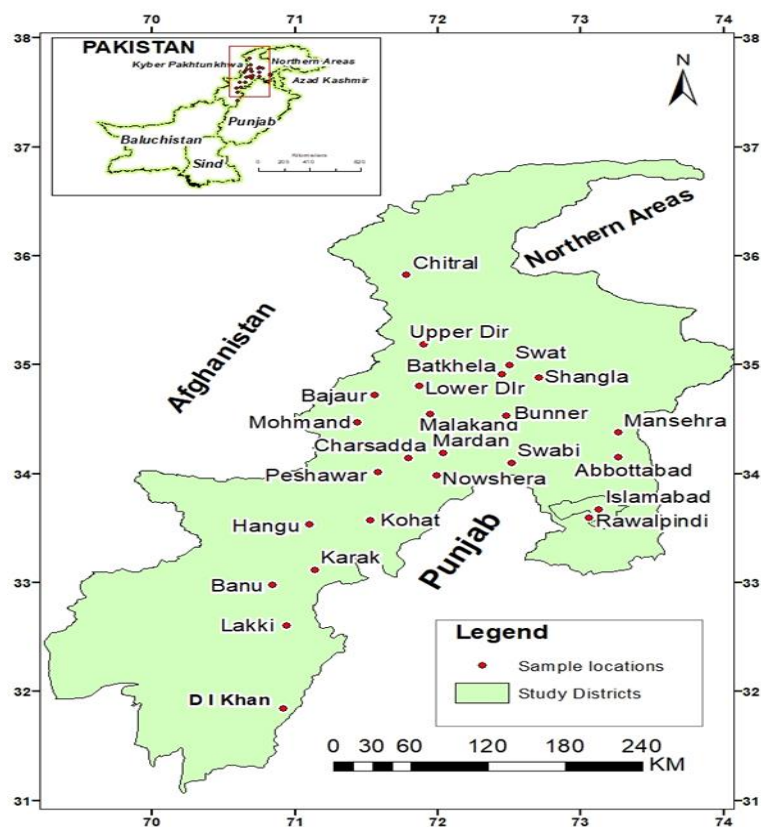 70 71 72 73 74
38
PAKISTAN
Kyber Pakhtunkhwa
Northern Areas
Azad Kashmir
Punjab
Baluchistan
Sind
N
37
36
35
34
33
32
31
38
37
36
35
34
33
32
31
Northern Areas
Chitral
Afghanistan
Upper Dir
Swat
Batkhela
Shangla
Lower DIr
Bajaur
Bunner
Mohmand
Malakand
Mansehra
Charsadda
Mardan
Swabi
Abbottabad
Peshawar
Nowshera
Islamabad
Rawalpindi
Hangu
Kohat
Punjab
Karak
Banu
Lakki
D I Khan
Legend
Sample locations
Study Districts
0 30 60 120 180 240
KM
70 71 72 73 74